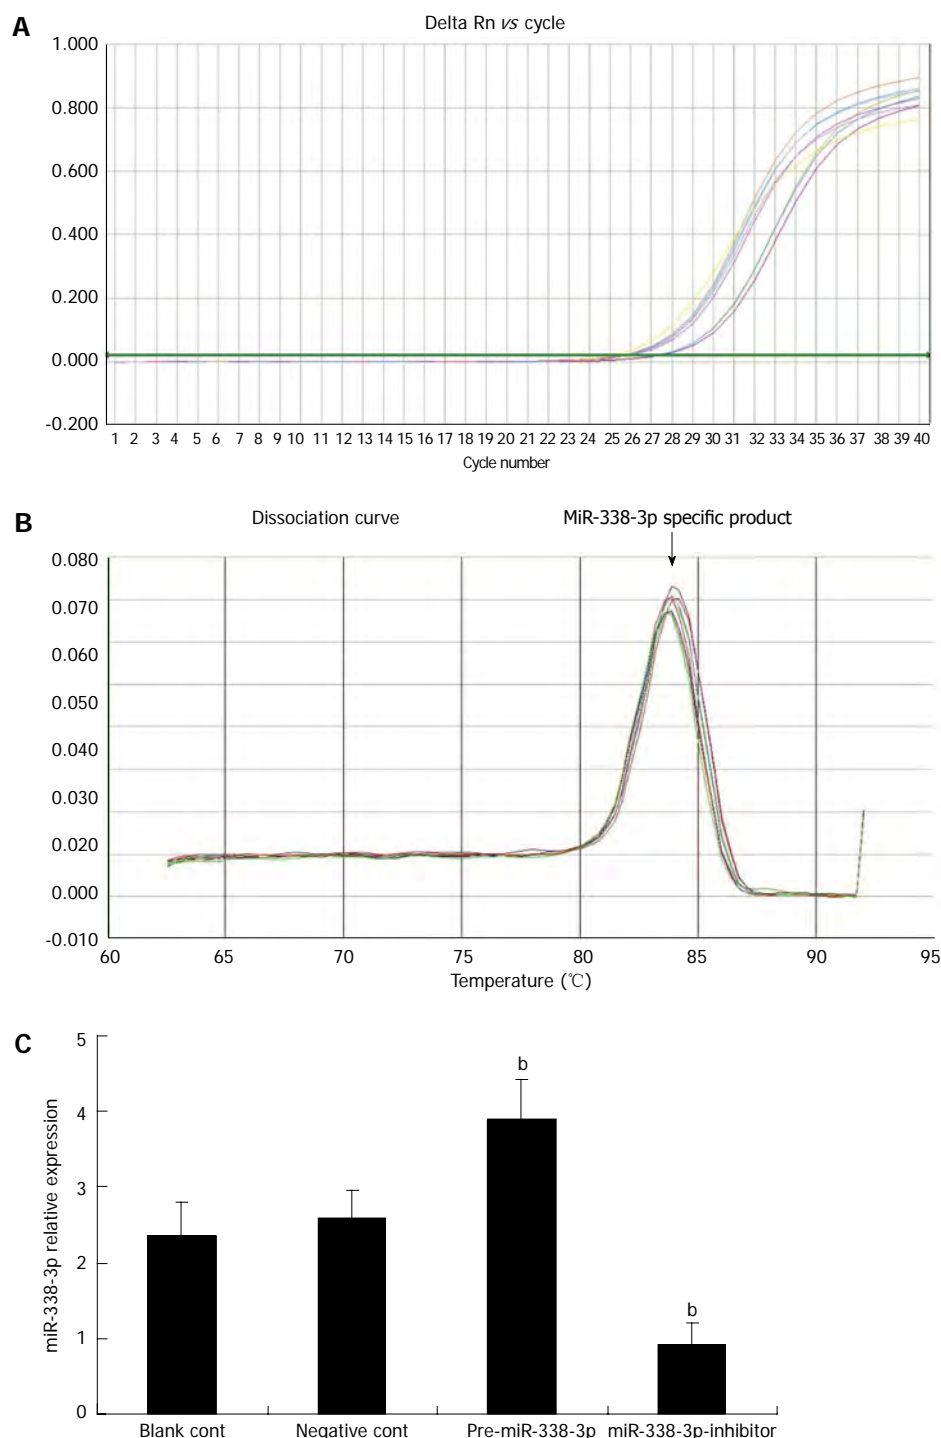 A
Delta Rn vs cycle
1.000
0.800
0.600
0.400
0.200
0.000
-0.200
1 2 3 4 5 6 7 8 9 10 11 12 13 14 15 16 17 18 19 20 21 22 23 24 25 26 27 28 29 30 31 32 33 34 35 36 37 38 39 40
Cycle number
B
Dissociation curve
MiR-338-3p specific product
0.080
0.070
0.060
0.050
0.040
0.030
0.020
0.000
-0.010
60 65 70 75 80 85 90 95
Temperature (℃)
C
miR-338-3p relative expression
5
4
3
2
1
0
b
b
Blank cont Negative cont Pre-miR-338-3p miR-338-3p-inhibitor